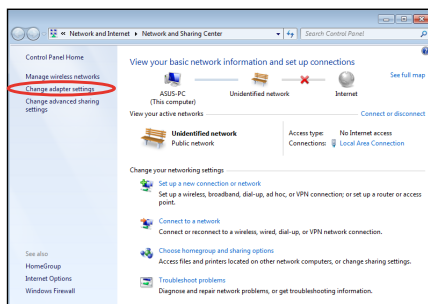 « Network and Internet ▸ Network and Sharing Center
Search Control Panel
Control Panel Home
Manage wireless networks
Change adapter settings
Change advanced sharing
settings
See also
HomeGroup
Internet Options
Windows Firewall
View your basic network information and set up connections
See full map
ASUS-PC
(This computer)
Unidentified network
Internet
View your active networks
Connect or disconnect
Unidentified network
Public network
Access type: No Internet access
Connections: Local Area Connection
Change your networking settings
Set up a new connection or network
Set up a wireless, broadband, dial-up, ad hoc, or VPN connection; or set up a router or access
point.
Connect to a network
Connect or reconnect to a wireless, wired, dial-up, or VPN network connection.
Choose homegroup and sharing options
Access files and printers located on other network computers, or change sharing settings.
Troubleshoot problems
Diagnose and repair network problems, or get troubleshooting information.